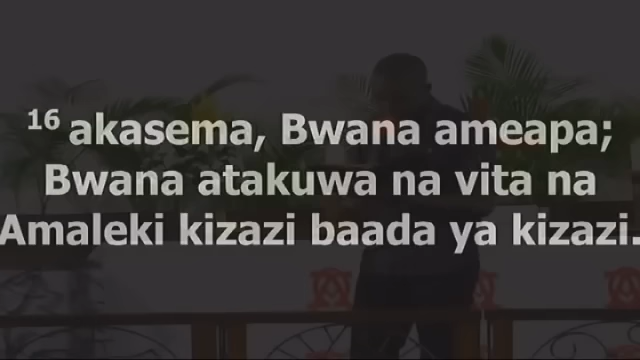 16 akasema, Bwana ameapa;
Bwana atakuwa na vita na
Amaleki kizazi baada ya kizazi.